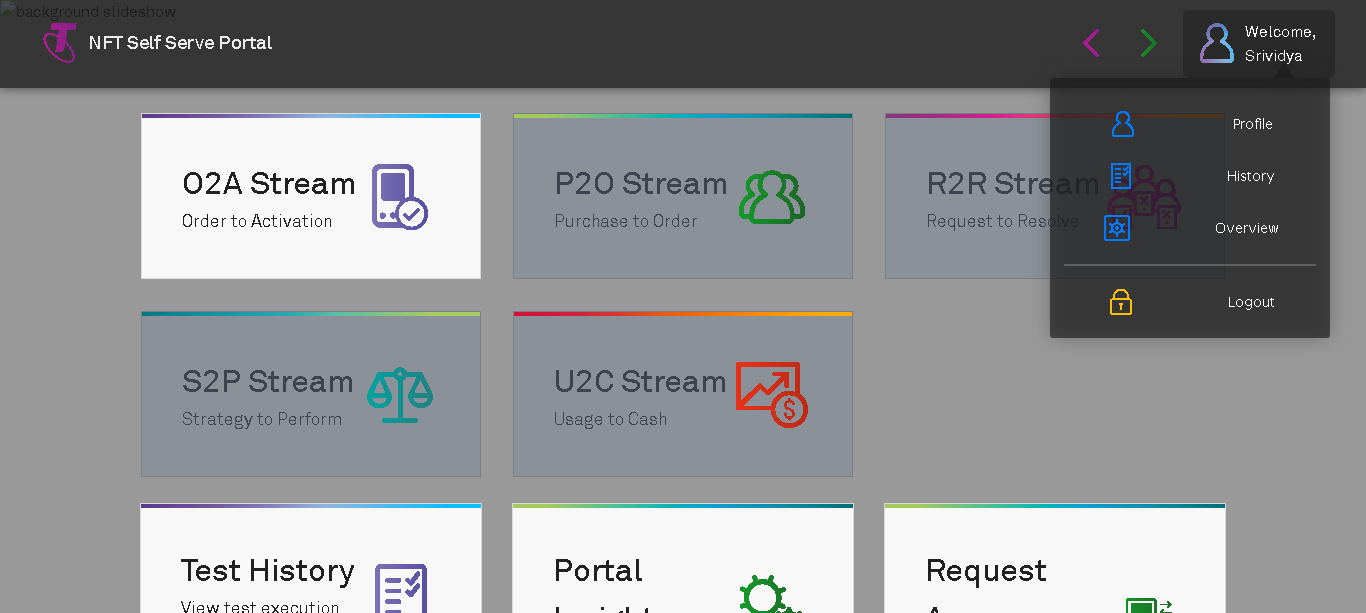 background slideshow
NFT Self Serve Portal
Welcome,
Srividya
Profile
History
Overview
Logout
O2A Stream
Order to Activation
P2O Stream
Purchase to Order
R2R Stream
Request to Resolve
S2P Stream
Strategy to Perform
U2C Stream
Usage to Cash
Test History
View test execution
Portal
Request